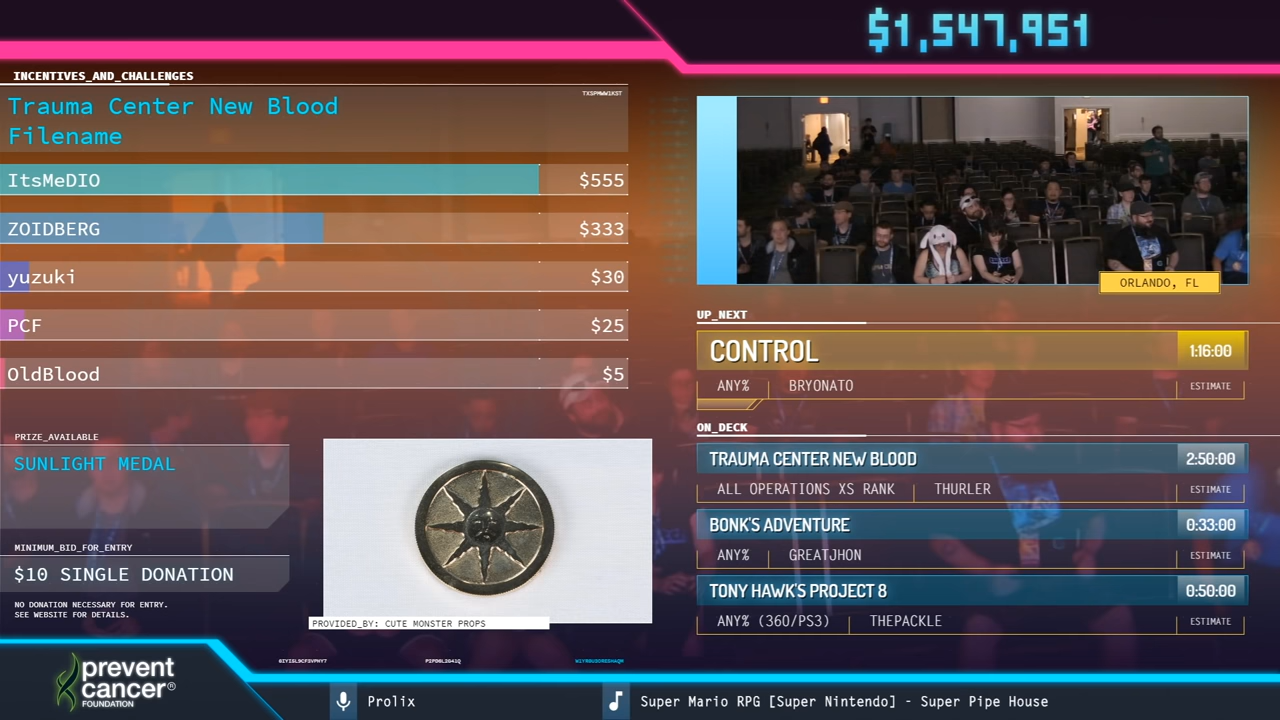 $1,547,951
INCENTIVES_AND_CHALLENGES
Trauma Center New Blood
Filename
ItsMeDIO $555
ZOIDBERG $333
yuzuki $30
PCF $25
OldBlood $5
PRIZE_AVAILABLE
SUNLIGHT MEDAL
MINIMUM_BID_FOR_ENTRY
$10 SINGLE DONATION
NO DONATION NECESSARY FOR ENTRY.
SEE WEBSITE FOR DETAILS.
PROVIDED_BY: CUTE MONSTER PROPS
ORLANDO, FL
UP_NEXT
CONTROL 1:16:00
ANY% BRYONATO ESTIMATE
ON_DECK
TRAUMA CENTER NEW BLOOD 2:50:00
ALL OPERATIONS XS RANK THURLER ESTIMATE
BONK'S ADVENTURE 0:33:00
ANY% GREATJHON ESTIMATE
TONY HAWK'S PROJECT 8 0:50:00
ANY% (360/PS3) THEPACKLE ESTIMATE
prevent
cancer®
FOUNDATION
Prolix
Super Mario RPG [Super Nintendo] - Super Pipe House